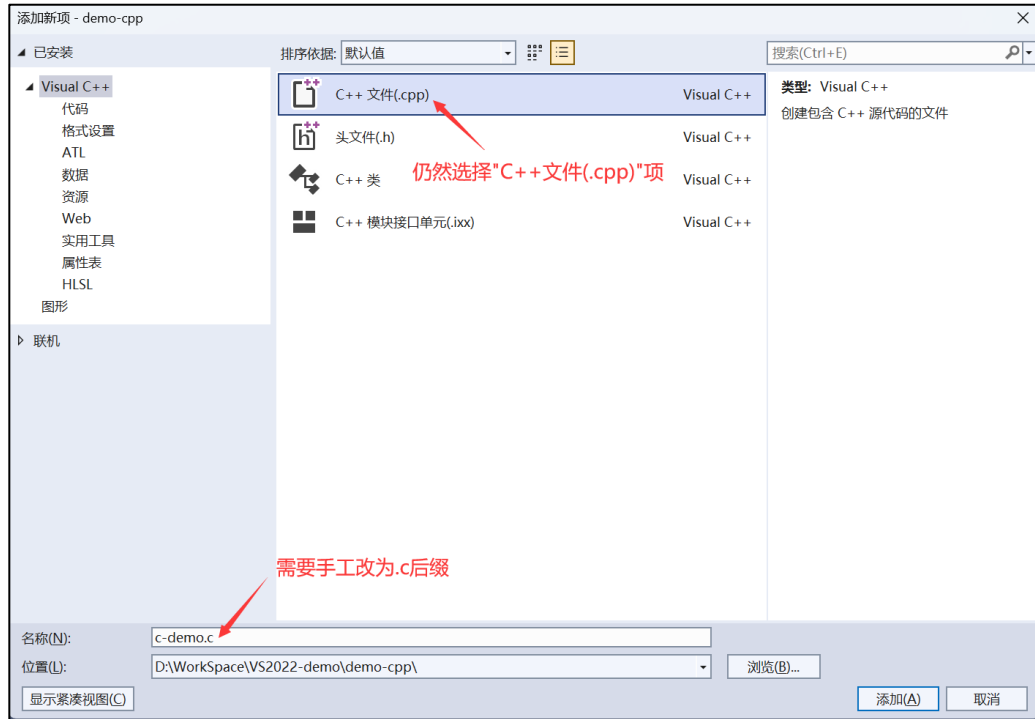 添加新项 - demo-cpp
已安装
排序依据: 默认值
搜索(Ctrl+E)
Visual C++
代码
格式设置
ATL
数据
资源
Web
实用工具
属性表
HLSL
图形
联机
C++ 文件(.cpp) Visual C++
头文件(.h) Visual C++
仍然选择"C++文件(.cpp)"项
C++ 类 Visual C++
C++ 模块接口单元(.ixx) Visual C++
类型: Visual C++
创建包含 C++ 源代码的文件
需要手工改为.c后缀
名称(N): c-demo.c
位置(L): D:\WorkSpace\VS2022-demo\demo-cpp\ 浏览(B)...
显示紧凑视图(C) 添加(A) 取消